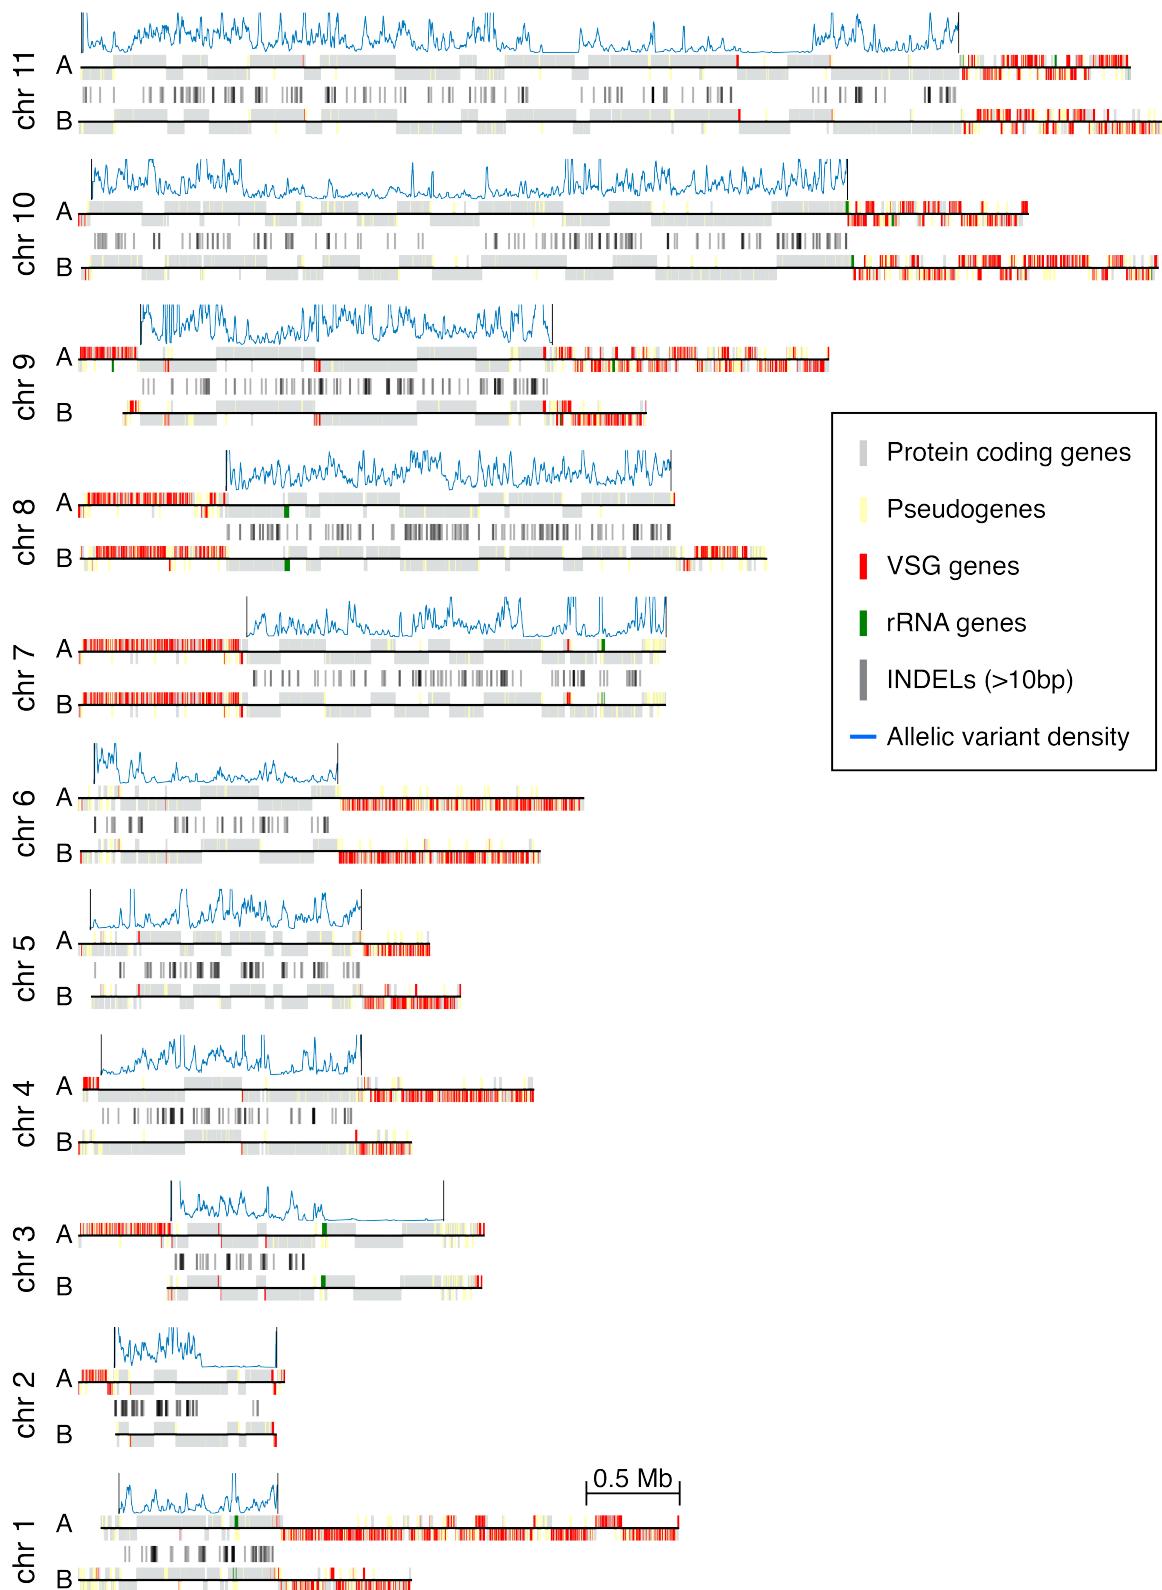 chr 11
A
B
chr 10
A
B
chr 9
A
B
chr 8
A
B
chr 7
A
B
chr 6
A
B
chr 5
A
B
chr 4
A
B
chr 3
A
B
chr 2
A
B
chr 1
A
B
Protein coding genes
Pseudogenes
VSG genes
rRNA genes
INDELs (>10bp)
Allelic variant density
0.5 Mb